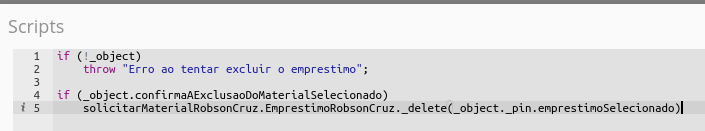 Scripts
1 if (!_object)
2 throw "Erro ao tentar excluir o emprestimo";
3
4 if (_object.confirmaAExclusaoDoMaterialSelecionado)
i 5 solicitarMaterialRobsonCruz.EmprestimoRobsonCruz._delete(_object._pin.emprestimoSelecionado)